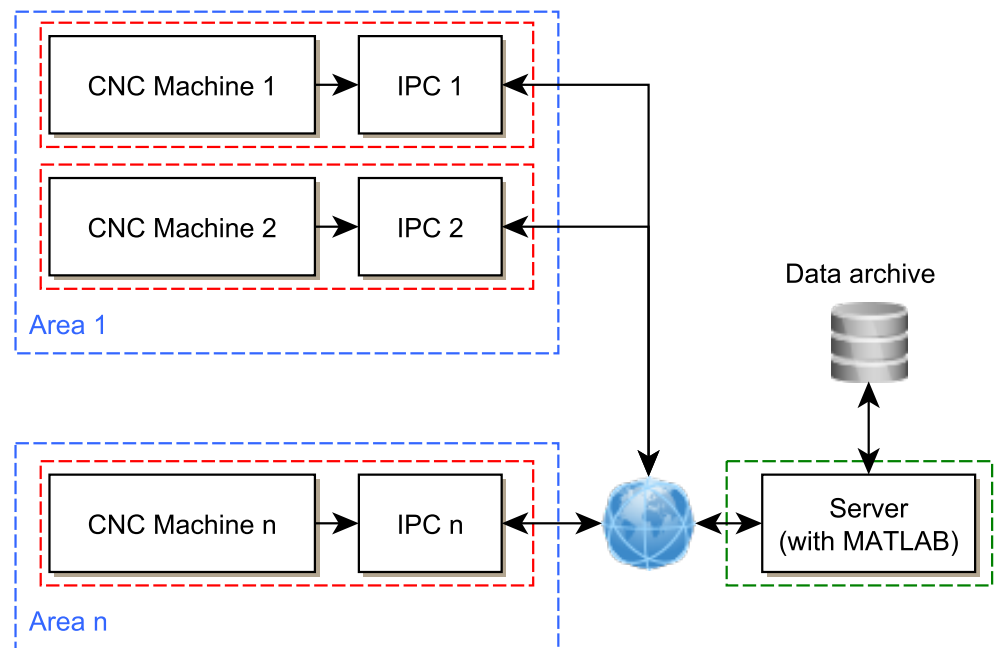 CNC Machine 1
IPC 1
CNC Machine 2
IPC 2
Area 1
Data archive
CNC Machine n
IPC n
Server
(with MATLAB)
Area n